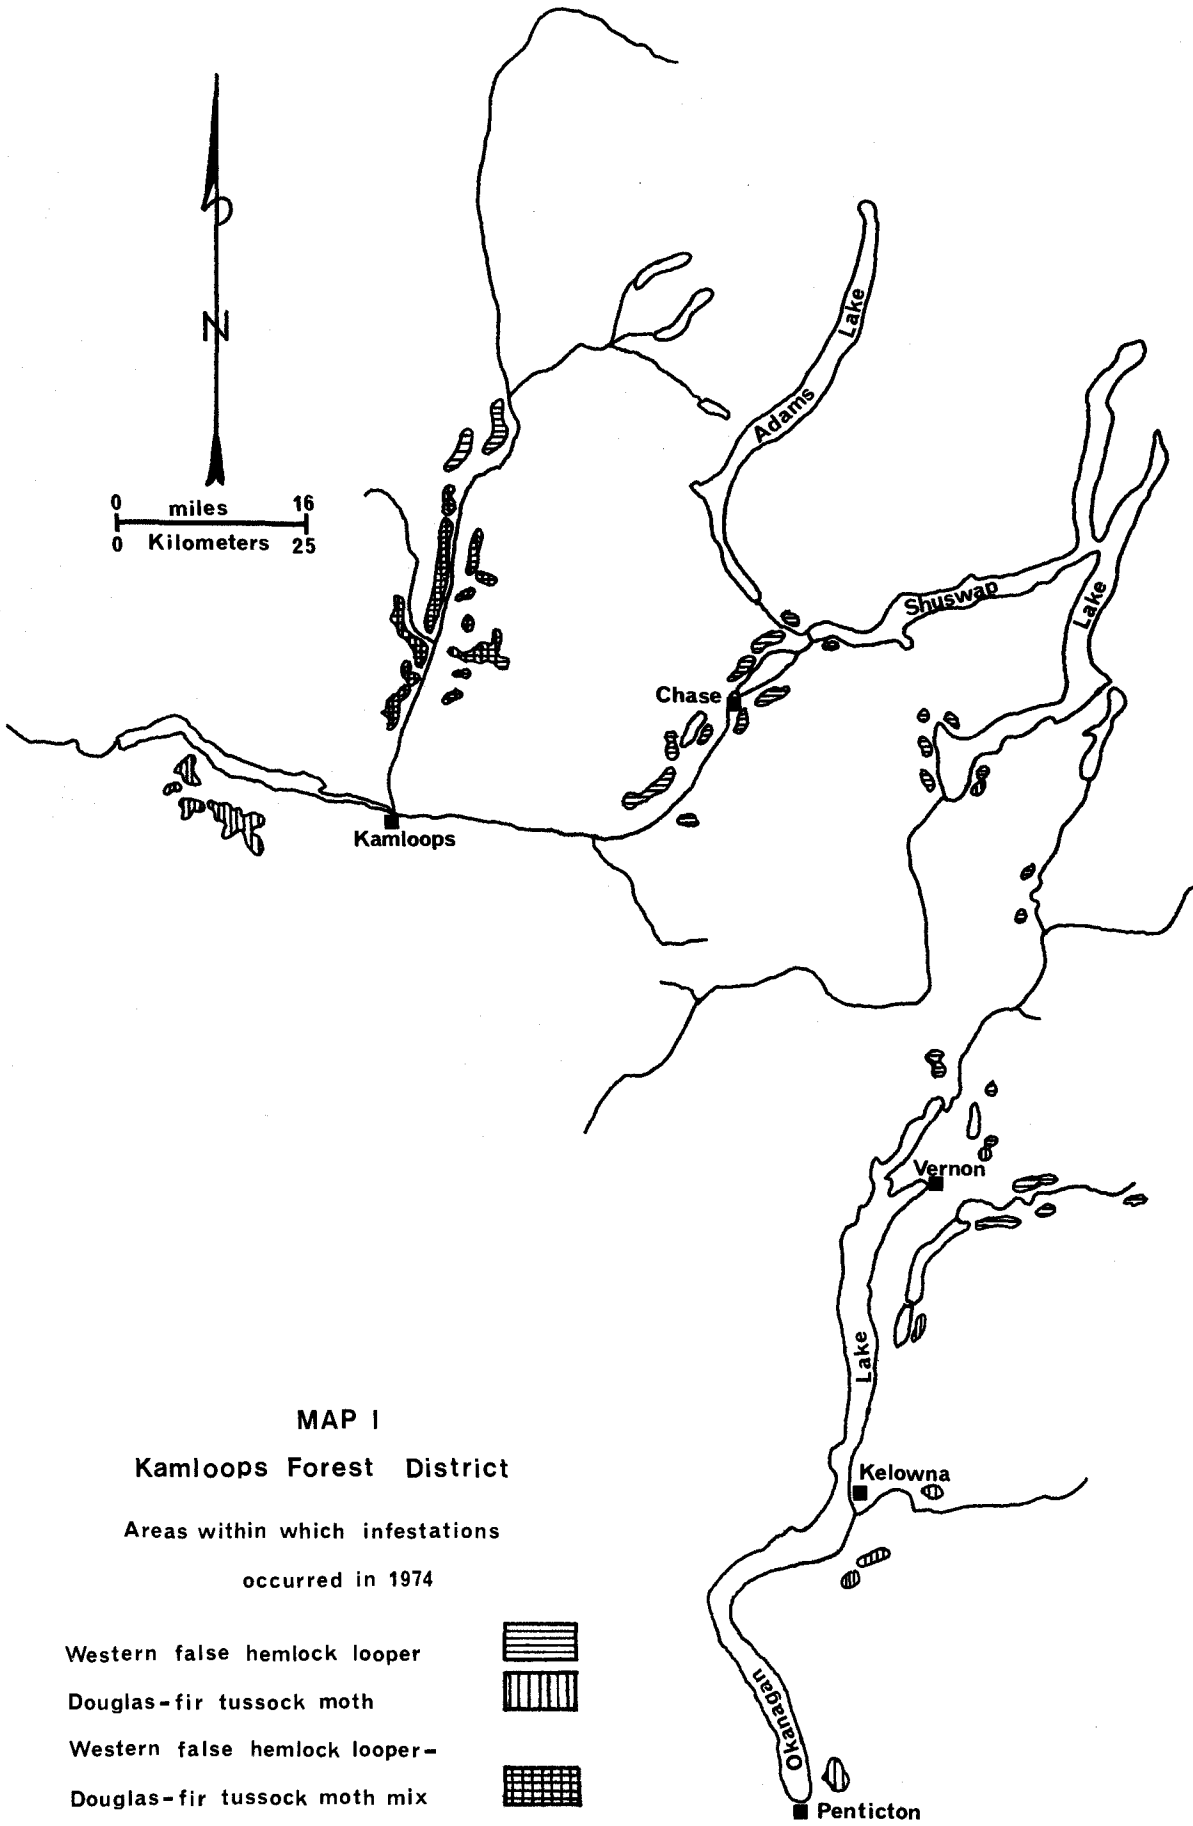 N
Lake
Adams
0 miles 16
0 Kilometers 25
Shuswap
Lake
Chase
Kamloops
Vernon
Lake
MAP I
Kamloops Forest District
Kelowna
Areas within which infestations
occurred in 1974
Western false hemlock looper
Douglas-fir tussock moth
Okanagan
Western false hemlock looper-
Douglas-fir tussock moth mix
Penticton